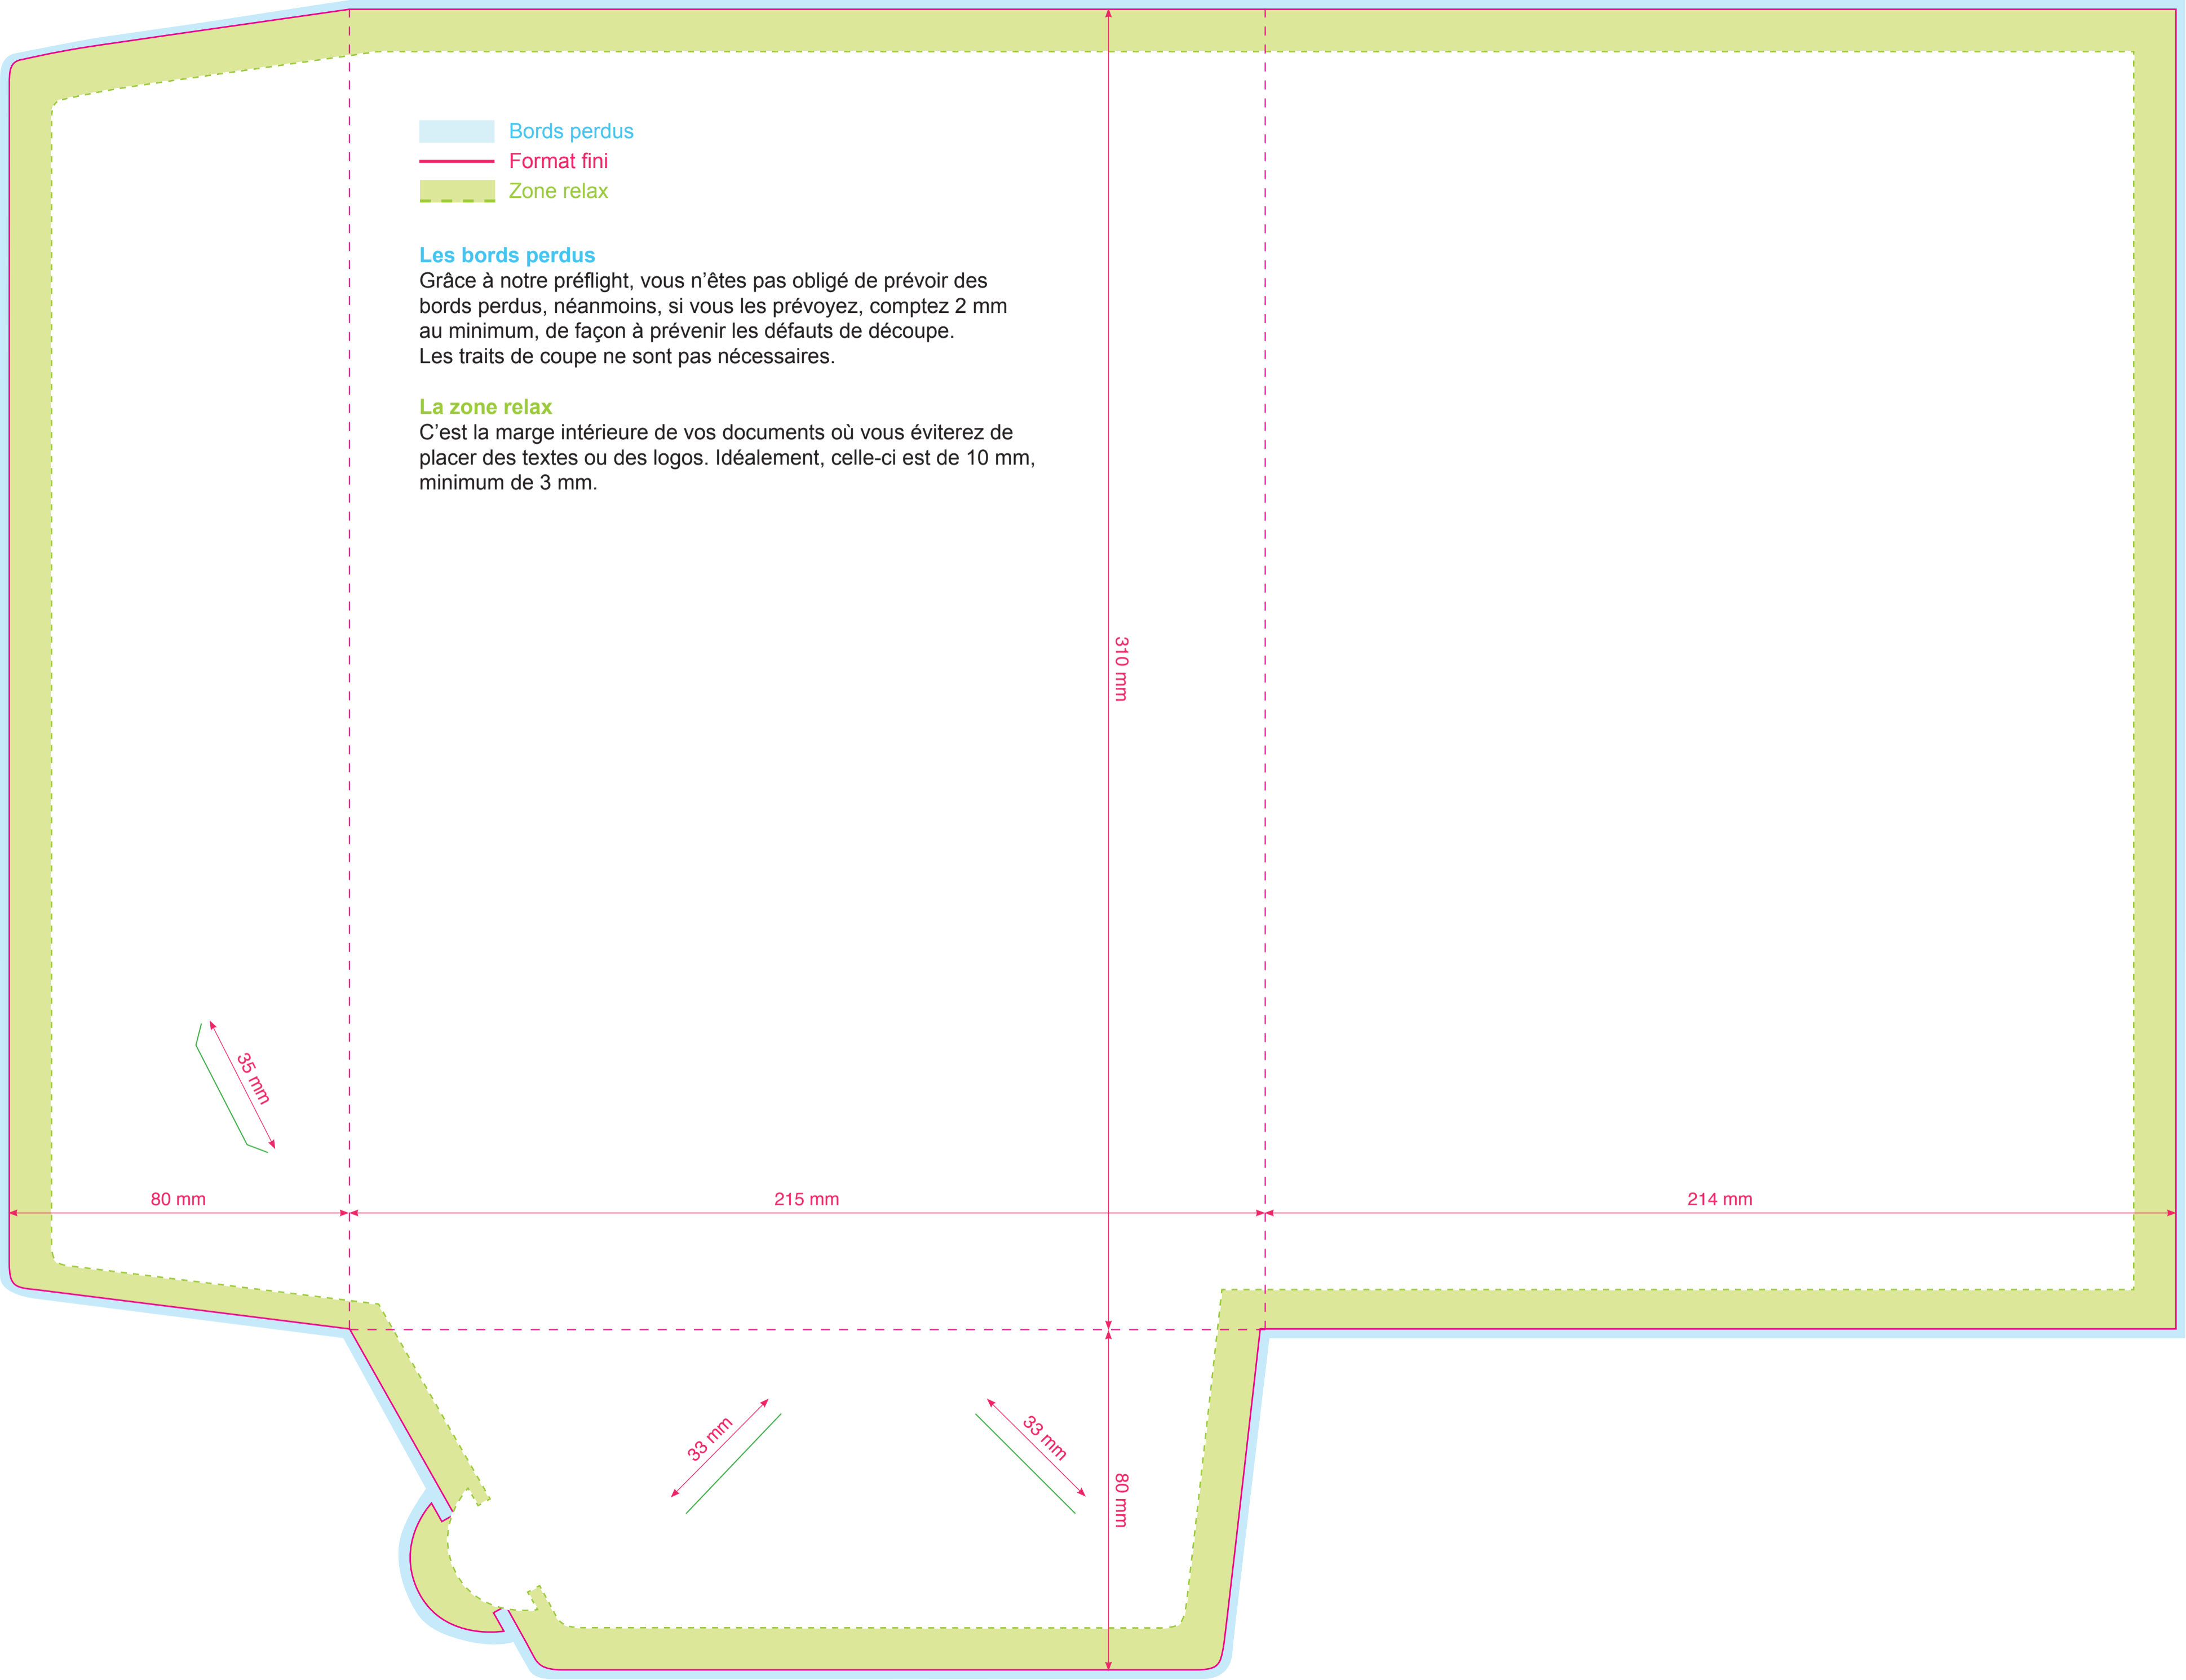 Bords perdus
Format fini
Zone relax
Les bords perdus
Grâce à notre préflight, vous n’êtes pas obligé de prévoir des
bords perdus, néanmoins, si vous les prévoyez, comptez 2 mm
au minimum, de façon à prévenir les défauts de découpe.
Les traits de coupe ne sont pas nécessaires.
La zone relax
C’est la marge intérieure de vos documents où vous éviterez de
placer des textes ou des logos. Idéalement, celle-ci est de 10 mm,
minimum de 3 mm.
310 mm
35 mm
80 mm
215 mm
214 mm
33 mm
33 mm
80 mm